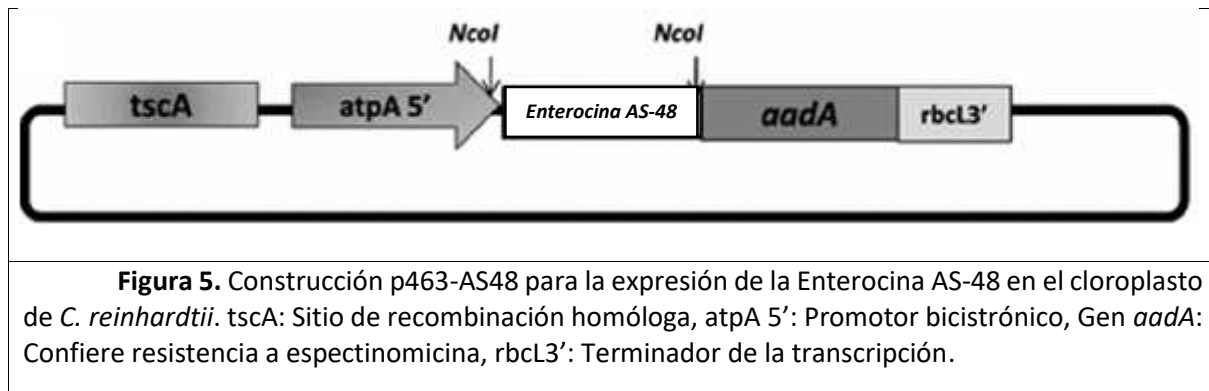 NcoI NcoI
tscA atpA 5' Enterocina AS-48 aadA rbcL3'
Figura 5. Construcción p463-AS48 para la expresión de la Enterocina AS-48 en el cloroplasto
de C. reinhardtii. tscA: Sitio de recombinación homóloga, atpA 5’: Promotor bicistrónico, Gen aadA:
Confiere resistencia a espectinomicina, rbcL3’: Terminador de la transcripción.